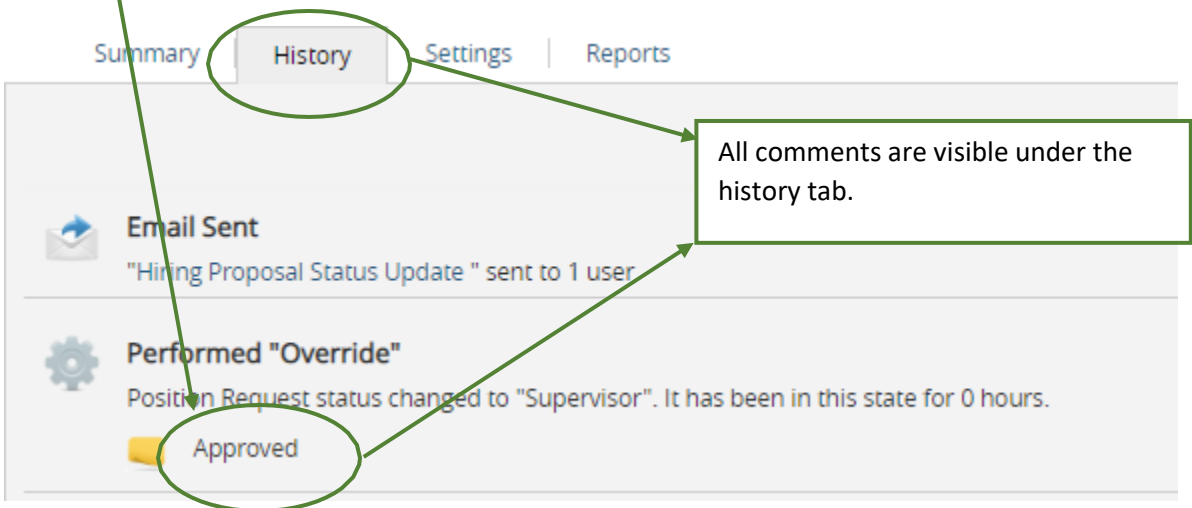 Summary History Settings Reports
All comments are visible under the
history tab.
Email Sent
"Hiring Proposal Status Update " sent to 1 user
Performed "Override"
Position Request status changed to "Supervisor". It has been in this state for 0 hours.
Approved